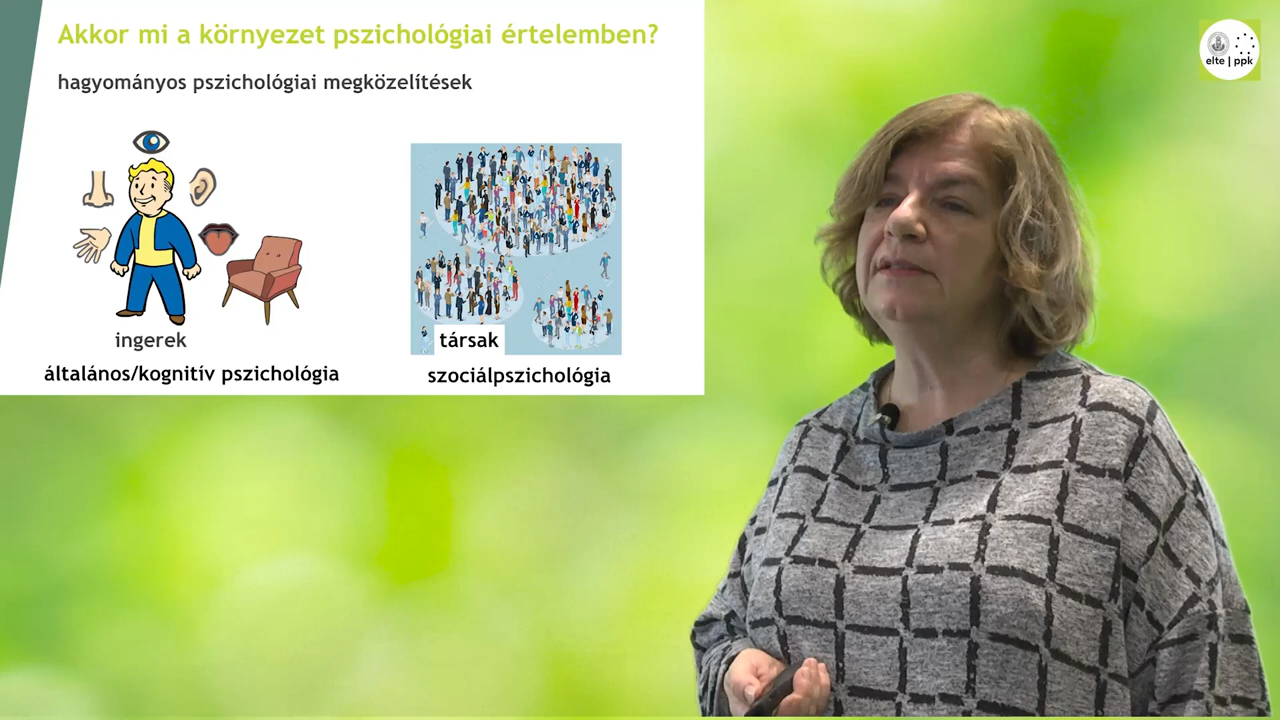 Akkor mi a környezet pszichológiai értelemben?
hagyományos pszichológiai megközelítések
ingerek
általános/kognitív pszichológia
társak
szociálpszichológia
elte | ppk